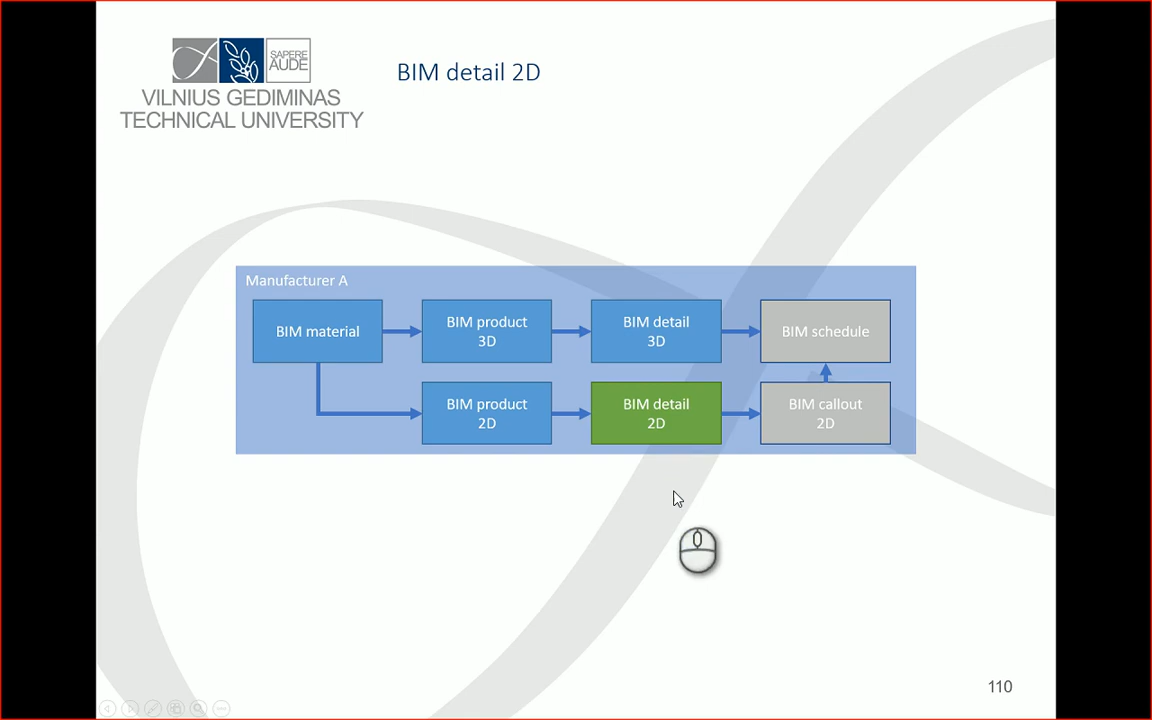 SAPERE
AUDE
VILNIUS GEDIMINAS
TECHNICAL UNIVERSITY
BIM detail 2D
Manufacturer A
BIM material
BIM product
3D
BIM detail
3D
BIM schedule
BIM product
2D
BIM detail
2D
BIM callout
2D
110